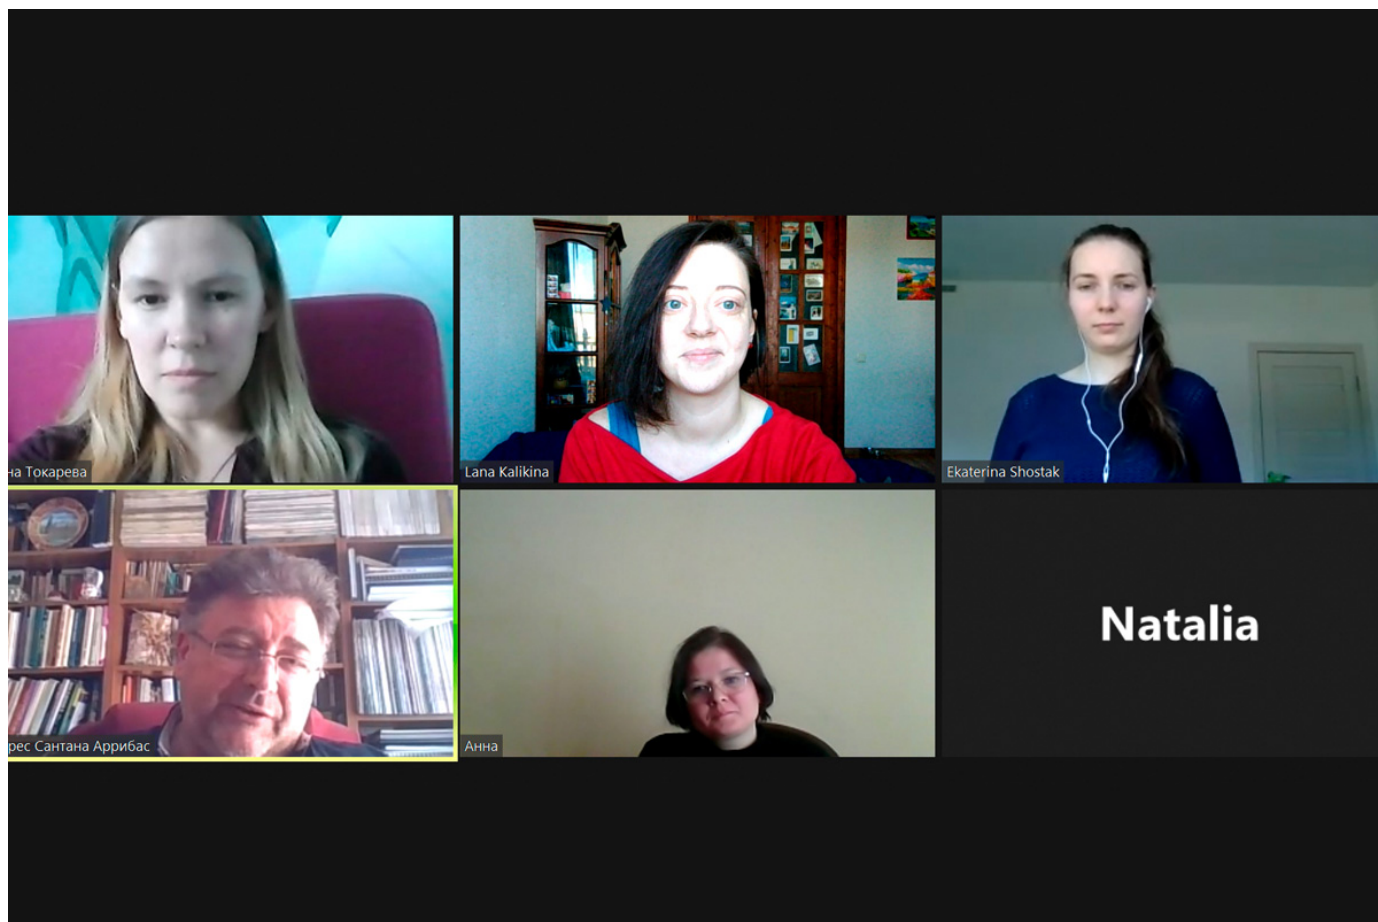 на Токарева
Lana Kalikina
Ekaterina Shostak
рес Сантана Аррибас
Анна
Natalia